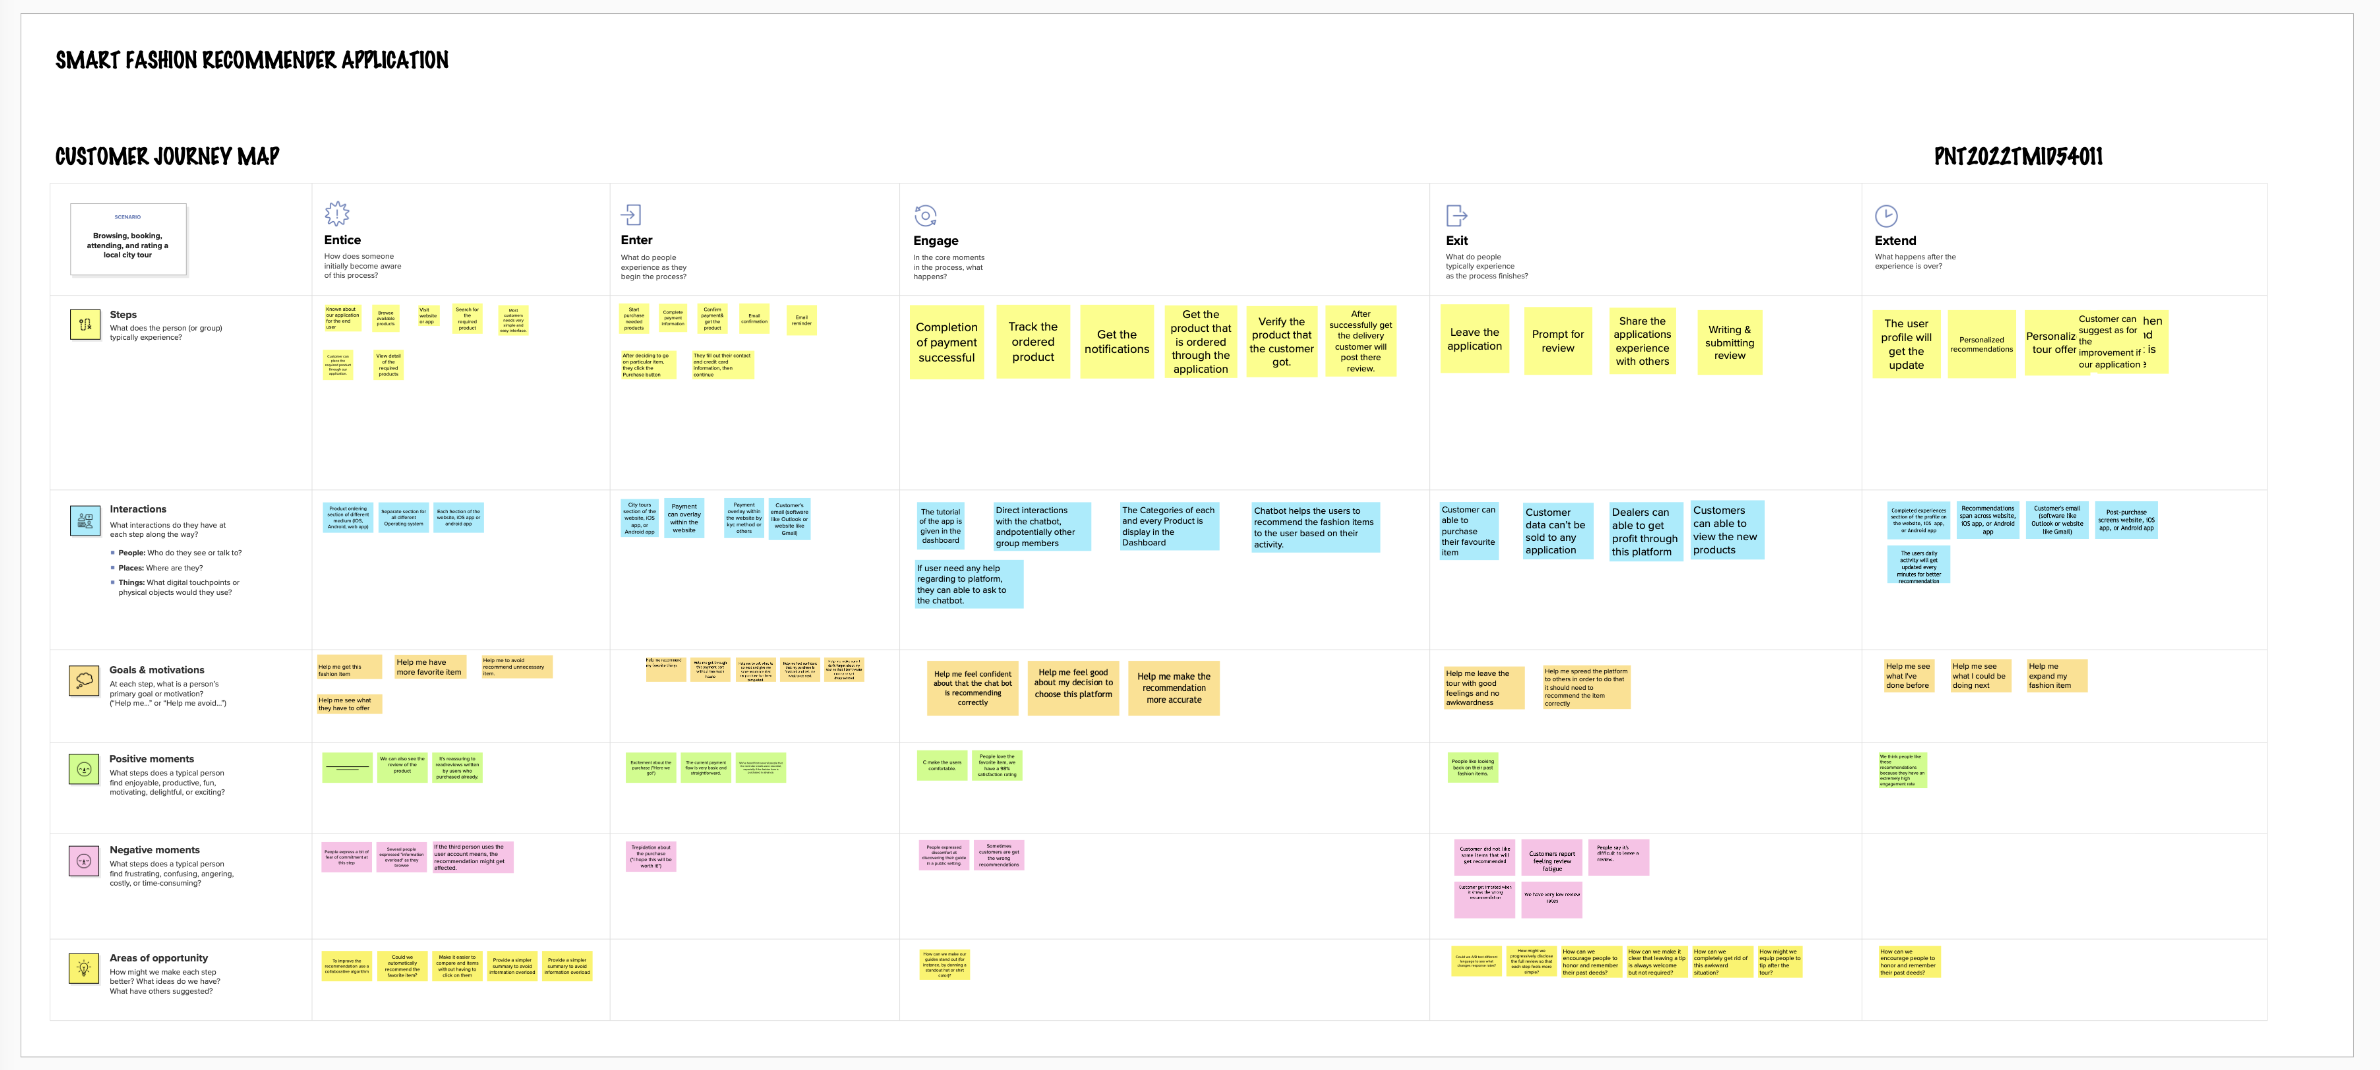 SMART FASHION RECOMMENDER APPLICATION
CUSTOMER JOURNEY MAP
PNT2022TMID54011
SCENARIO
Browsing, booking,
attending, and rating a
local city tour
Entice
How does someone
initially become aware
of this process?
Enter
What do people
experience as they
begin the process?
Engage
In the core moments
in the process, what
happens?
Exit
What do people
typically experience
as the process finishes?
Extend
What happens after the
experience is over?
Steps
What does the person (or group)
typically experience?
Known about
our application
for the end
user
Browse
available
products
Visit
website
or app
Search for
the
required
product
Most
customers
needs very
simple and
easy interface.
Customer can
place the
required product
through our
application.
View detail
of the
required
products
Start
purchase
needed
products
Complete
payment
information
Confirm
payment&
get the
product
Email
confirmation
Email
reminder
After deciding to go
on particular item,
they click the
Purchase button
They fill out their contact
and credit card
information, then
continue
Completion
of payment
successful
Track the
ordered
product
Get the
notifications
Get the
product that
is ordered
through the
application
Verify the
product that
the customer
got.
After
successfully get
the delivery
customer will
post there
review.
Leave the
application
Prompt for
review
Share the
applications
experience
with others
Writing &
submitting
review
The user
profile will
get the
update
Personalized
recommendations
Personaliz
tour offer
Customer can
suggest as for
the
improvement if
our application
hen
is
Interactions
What interactions do they have at
each step along the way?
People: Who do they see or talk to?
Places: Where are they?
Things: What digital touchpoints or
physical objects would they use?
Product ordering
section of different
medium (iOS,
Android, web app)
Separate section for
all different
Operating system
Each Section of the
website, iOS app or
android app
City tours
section of the
website, iOS
app, or
Android app
Payment
can overlay
within the
website
Payment
overlay within
the website by
kyc method or
others
Customer's
email (software
like Outlook or
website like
Gmail)
The tutorial
of the app is
given in the
dashboard
Direct interactions
with the chatbot,
andpotentially other
group members
The Categories of each
and every Product is
display in the
Dashboard
Chatbot helps the users to
recommend the fashion items
to the user based on their
activity.
If user need any help
regarding to platform,
they can able to ask to
the chatbot.
Customer can
able to
purchase
their favourite
item
Customer
data can't be
sold to any
application
Dealers can
able to get
profit through
this platform
Customers
can able to
view the new
products
Completed experiences
section of the profile on
the website, iOS app,
or Android app
Recommendations
span across website,
iOS app, or Android
app
Customer's email
(software like
Outlook or website
like Gmail)
Post-purchase
screens website, iOS
app, or Android app
The users daily
activity will get
updated every
minutes for better
recommendation
Goals & motivations
At each step, what is a person's
primary goal or motivation?
("Help me..." or "Help me avoid...")
Help me get this
fashion item
Help me have
more favorite item
Help me to avoid
recommend unnecessary
item.
Help me see what
they have to offer
Help me recommend
my favorite item
Help me feel confident
about that the chat bot
is recommending
correctly
Help me feel good
about my decision to
choose this platform
Help me make the
recommendation
more accurate
Help me leave the
tour with good
feelings and no
awkwardness
Help me spread the platform
to others in order to do that
it should need to
recommend the item
correctly
Help me see
what I've
done before
Help me see
what I could be
doing next
Help me
expand my
fashion item
Positive moments
What steps does a typical person
find enjoyable, productive, fun,
motivating, delightful, or exciting?
We can also see the
review of the
product
It's reassuring to
readreviews written
by users who
purchased already.
Excitement about the
purchase ("Here we
go!")
The current payment
flow is very basic and
straightforward.
C make the users
comfortable.
People love the
favorite item, we
have a 98%
satisfaction rating
People like looking
back on their past
fashion items.
We think people like
these
recommendations
because they have an
extremely high
engagement rate
Negative moments
What steps does a typical person
find frustrating, confusing, angering,
costly, or time-consuming?
People express a bit of
fear of commitment at
this step
Several people
expressed "information
overload" as they
browse
If the third person uses the
user account means, the
recommendation might get
affected.
Trepidation about
the purchase
("I hope this will be
worth it")
People expressed
discomfort at
discovering their guide
in a public setting
Sometime
customers are get
the wrong
recommendations
Customer did not like
some items that will
get recommended
Customers report
feeling review
fatigue
People say it's
difficult to leave a
review.
Customer get irritated when
it shows the wrong
recommendation
We have very low review
rates
Areas of opportunity
How might we make each step
better? What ideas do we have?
What have others suggested?
To improve the
recommendation use a
collaborative algorithm
Could we
automatically
recommend the
favorite item?
Make it easier to
compare end items
without having to
click on them
Provide a simpler
summary to avoid
information overload
Provide a simpler
summary to avoid
information overload
How can we make our
guides stand out (for
instance, by donning a
standout hat or shirt
color)?
How might we
progressively disclose
the full review so that
each step feels more
simple?
How can we
encourage people to
honor and remember
their past deeds?
How can we make it
clear that leaving a tip
is always welcome
but not required?
How can we
completely get rid of
this awkward
situation?
How might we
equip people to
tip after the
tour?
How can we
encourage people to
honor and remember
their past deeds?